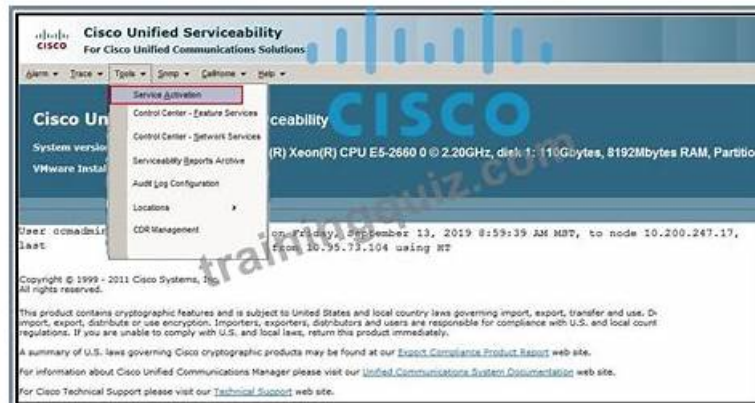 CISCO
Cisco Unified Serviceability
For Cisco Unified Communications Solutions
Alarm Trace Tools Snmp CallHome Help
Service Activation
Control Center - Feature Services
Control Center - Network Services
Serviceability Reports Archive
Audit Log Configuration
Locations
CDR Management
CISCO
Cisco Un ceability
System versio
VMware Instal (R) Xeon(R) CPU E5-2660 0 @ 2.20GHz, disk 1: 110Gbytes, 8192Mbytes RAM, Partitio
trainingquiz.com
User ccmadmin on Friday, September 13, 2019 8:59:39 AM MST, to node 10.200.247.17,
last from 10.95.73.104 using HT
Copyright © 1999 - 2011 Cisco Systems, Inc.
All rights reserved.
This product contains cryptographic features and is subject to United States and local country laws governing import, export, transfer and use. D
import, export, distribute or use encryption. Importers, exporters, distributors and users are responsible for compliance with U.S. and local count
regulations. If you are unable to comply with U.S. and local laws, return this product immediately.
A summary of U.S. laws governing Cisco cryptographic products may be found at our Export Compliance Product Report web site.
For information about Cisco Unified Communications Manager please visit our Unified Communications System Documentation web site.
For Cisco Technical Support please visit our Technical Support web site.